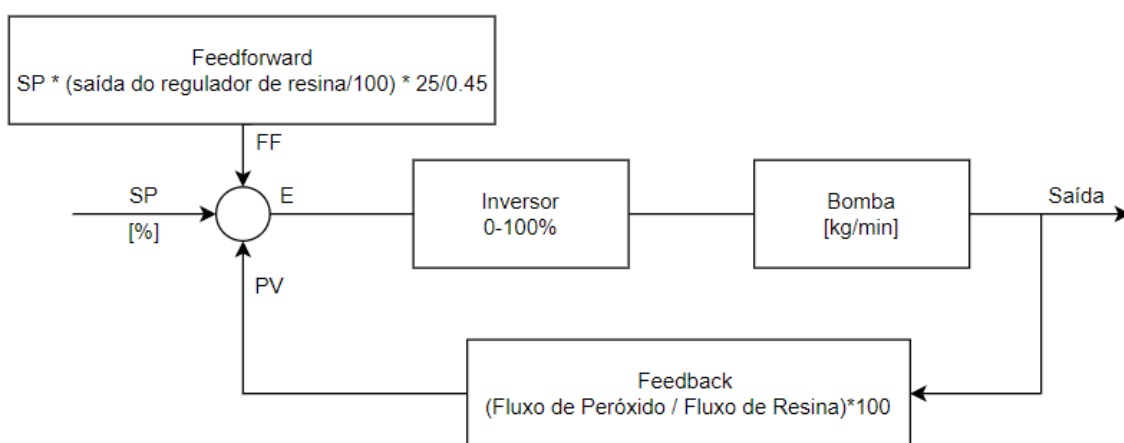 Feedforward
SP * (saída do regulador de resina/100) * 25/0.45
FF
SP
E
[%]
Inversor
0-100%
Bomba
[kg/min]
Saída
PV
Feedback
(Fluxo de Peróxido / Fluxo de Resina)*100